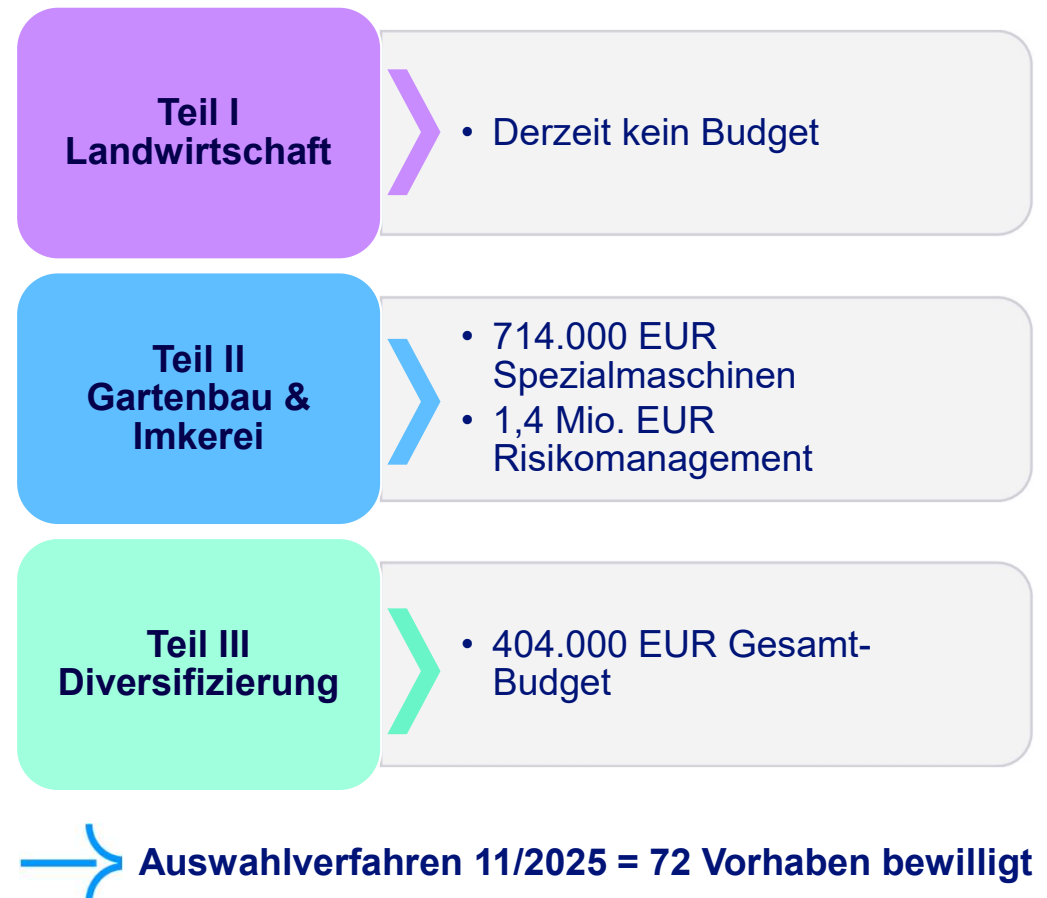 Teil I
Landwirtschaft
• Derzeit kein Budget
Teil II
Gartenbau &
Imkerei
• 714.000 EUR
Spezialmaschinen
• 1,4 Mio. EUR
Risikomanagement
Teil III
Diversifizierung
• 404.000 EUR Gesamt-
Budget
Auswahlverfahren 11/2025 = 72 Vorhaben bewilligt